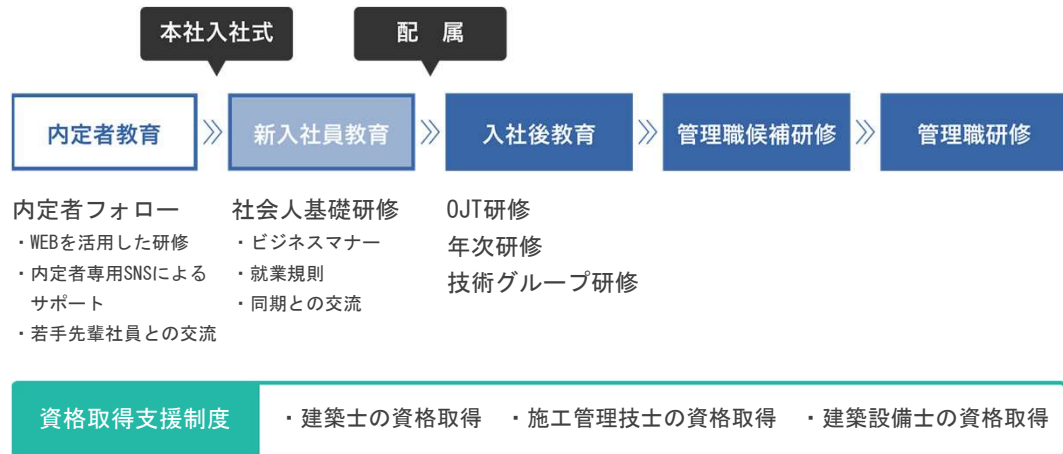 本社入社式
配 属
内定者教育
新入社員教育
入社後教育
管理職候補研修
管理職研修
内定者フォロー
・WEBを活用した研修
・内定者専用SNSによる
サポート
・若手先輩社員との交流
社会人基礎研修
・ビジネスマナー
・就業規則
・同期との交流
OJT研修
年次研修
技術グループ研修
資格取得支援制度
・建築士の資格取得 ・施工管理技士の資格取得 ・建築設備士の資格取得